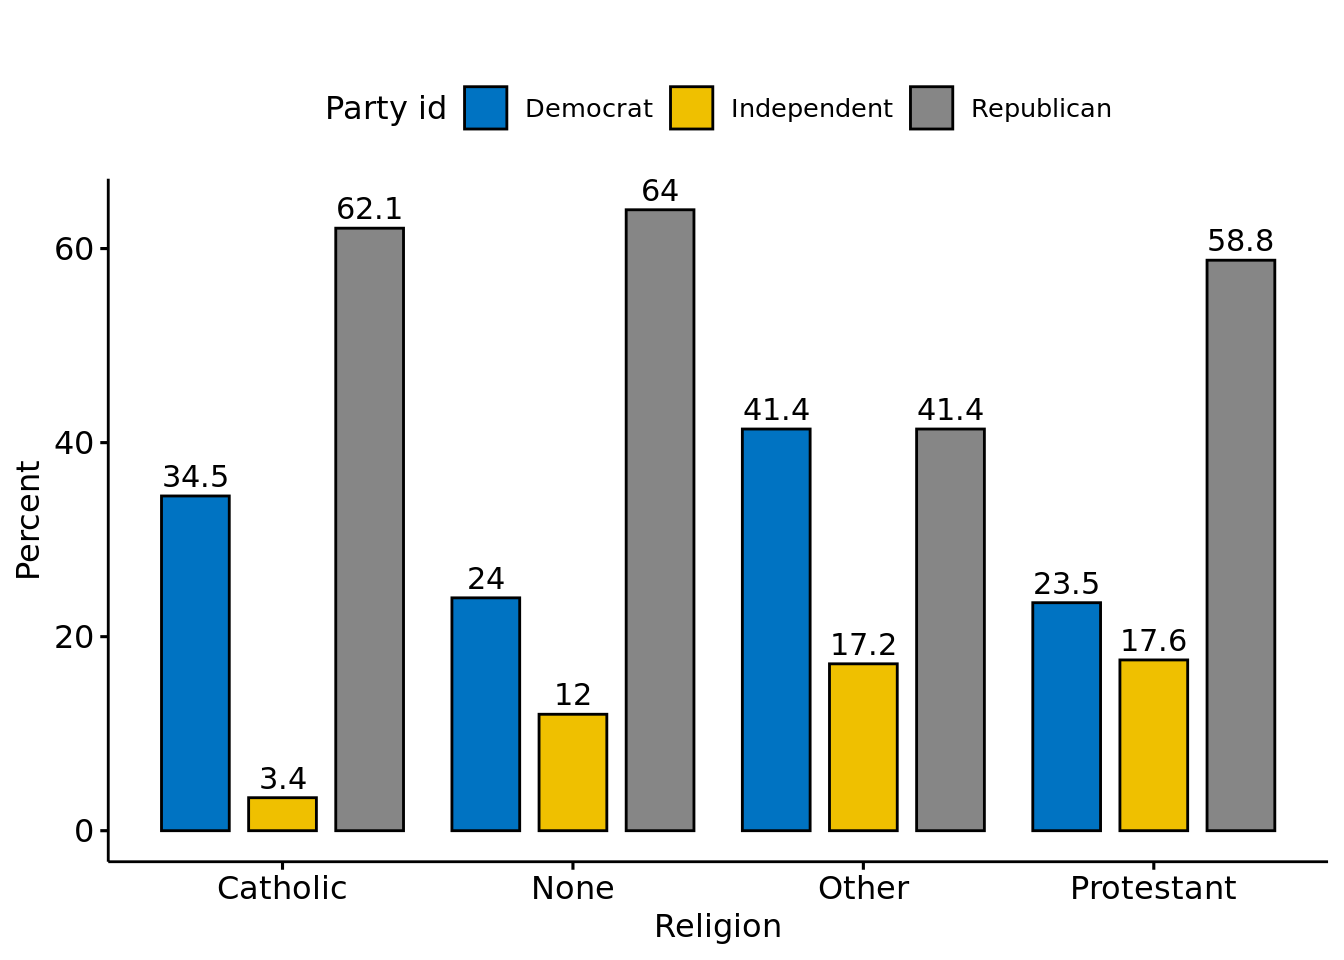 Party id Democrat Independent Republican
62.1 64 58.8
60
41.4 41.4
40
34.5
24 23.5
20
17.2 17.6
12
3.4
0
Percent
Catholic None Other Protestant
Religion